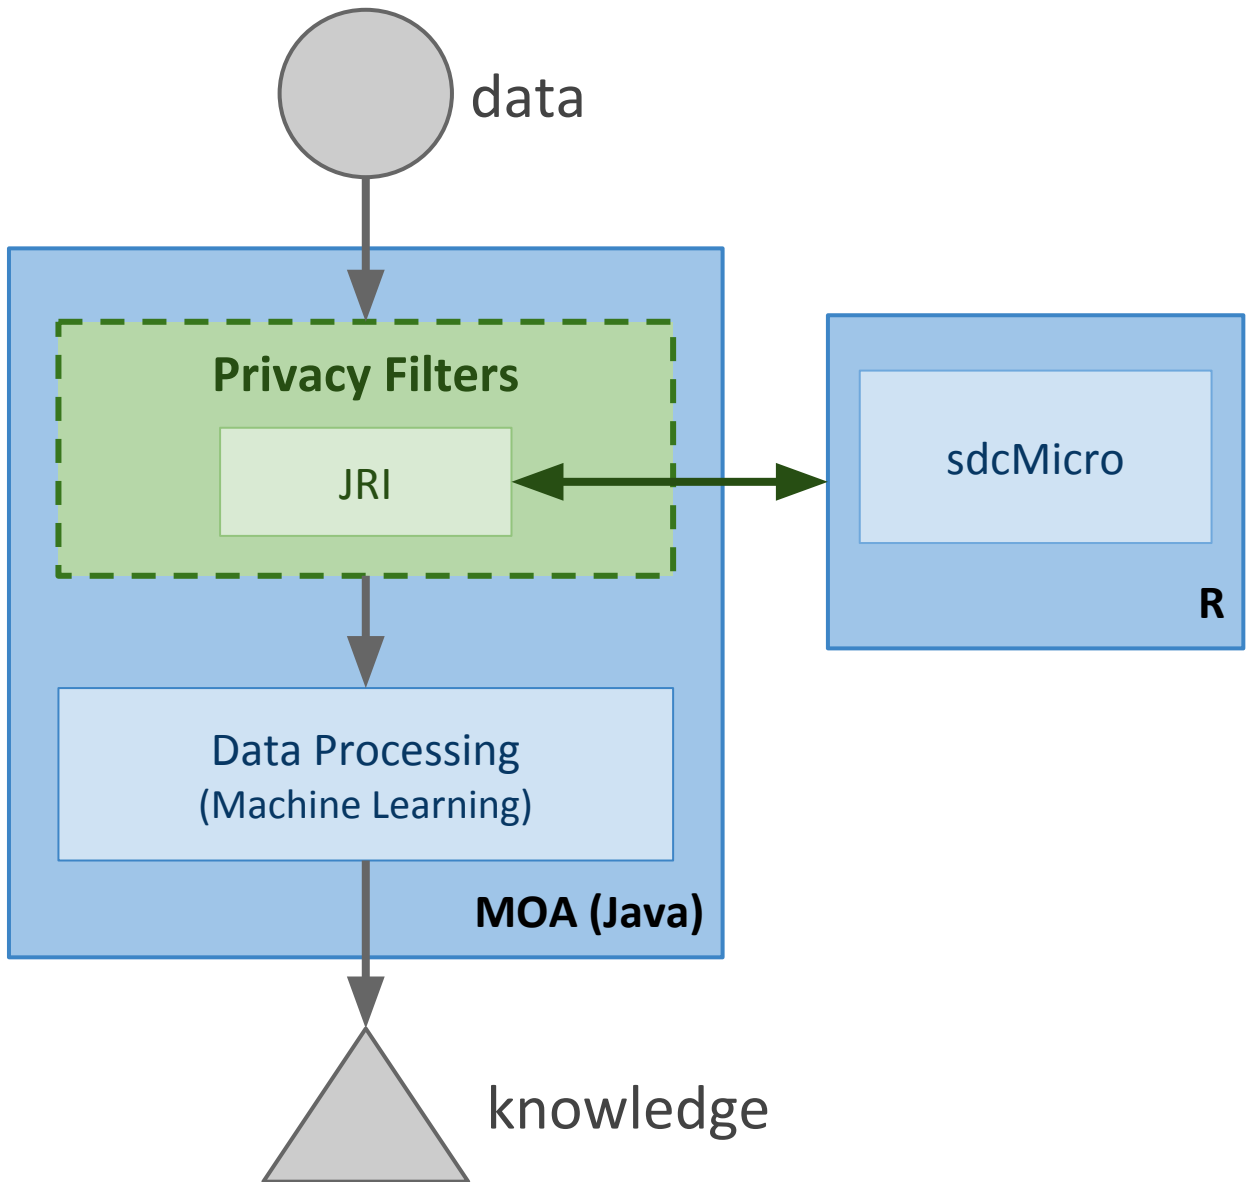 data
Privacy Filters
JRI
sdcMicro
R
Data Processing
(Machine Learning)
MOA (Java)
knowledge